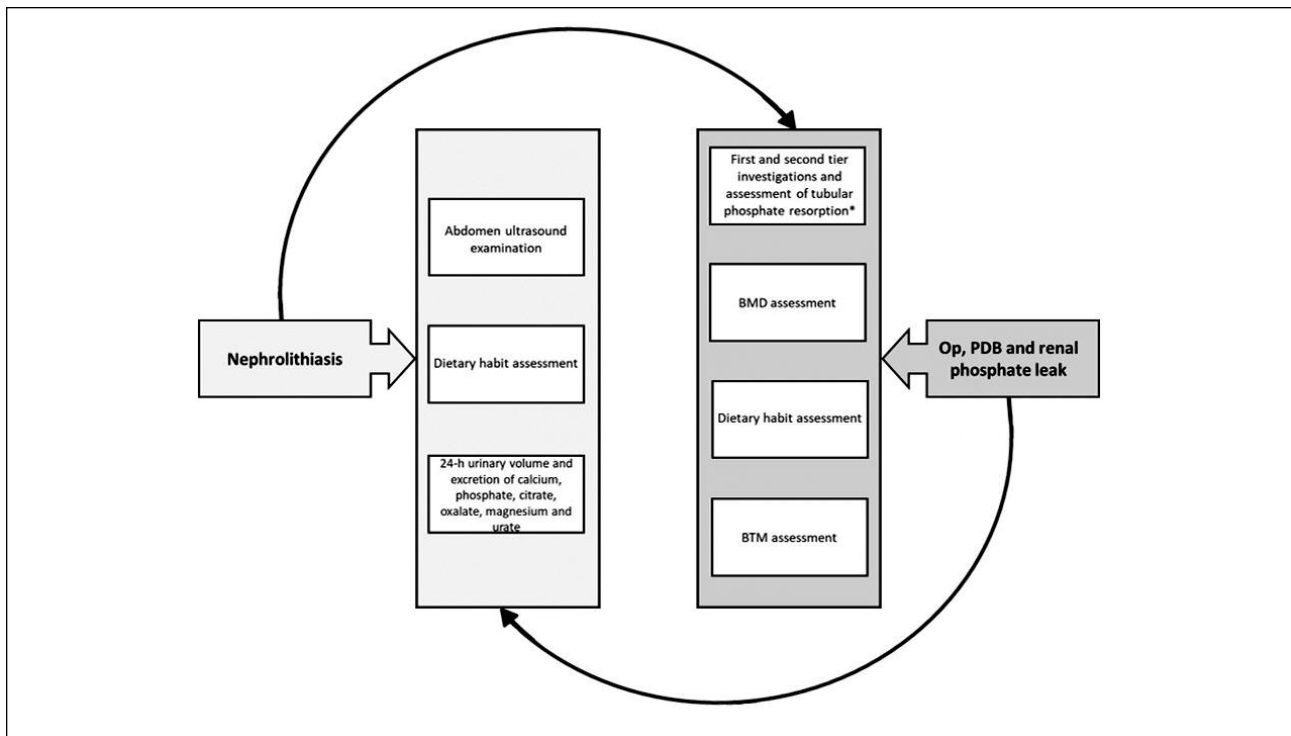 Nephrolithiasis
Abdomen ultrasound
examination
Dietary habit assessment
24-h urinary volume and
excretion of calcium,
phosphate, citrate,
oxalate, magnesium and
urate
First and second tier
investigations and
assessment of tubular
phosphate resorption*
BMD assessment
Dietary habit assessment
BTM assessment
Op, PDB and renal
phosphate leak